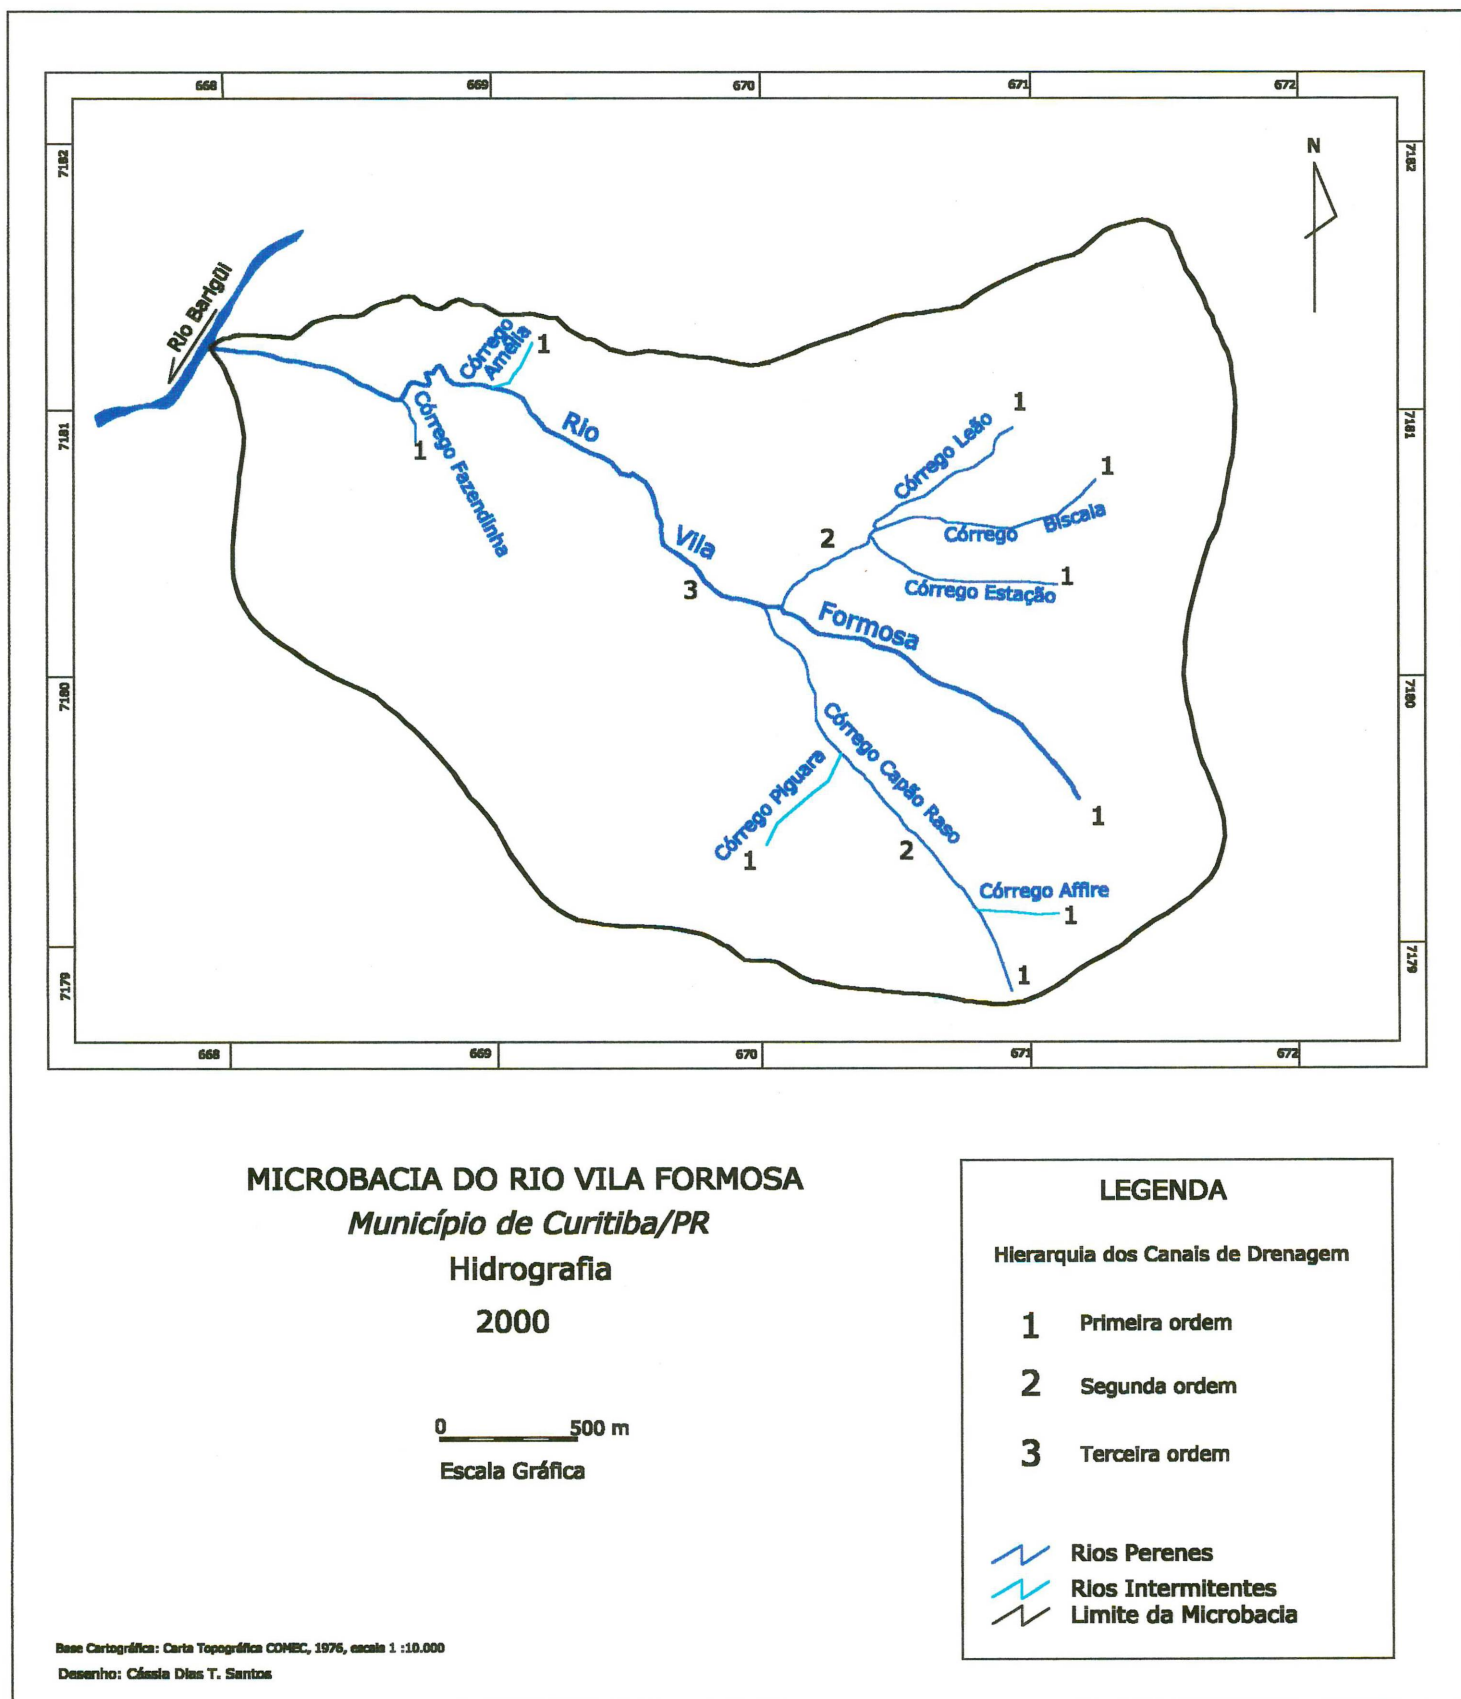 668 669 670 671 672
7182 7182
N
Rio Barigüi
Córrego
Amélia
1
Córrego Fazendinha
1
Rio
Vila
Formosa
3
Córrego Leão
1
Córrego Biscaia
1
2
Córrego Estação
1
7181 7181
7180 7180
1
Córrego Capão Raso
Córrego Piguara
1
2
Córrego Affire
1
1
7179 7179
668 669 670 671 672
MICROBACIA DO RIO VILA FORMOSA
Município de Curitiba/PR
Hidrografia
2000
0 500 m
Escala Gráfica
LEGENDA
Hierarquia dos Canais de Drenagem
1 Primeira ordem
2 Segunda ordem
3 Terceira ordem
Rios Perenes
Rios Intermitentes
Limite da Microbacia
Base Cartográfica: Carta Topográfica COMEC, 1976, escala 1 :10.000
Desenho: Cássia Dias T. Santos